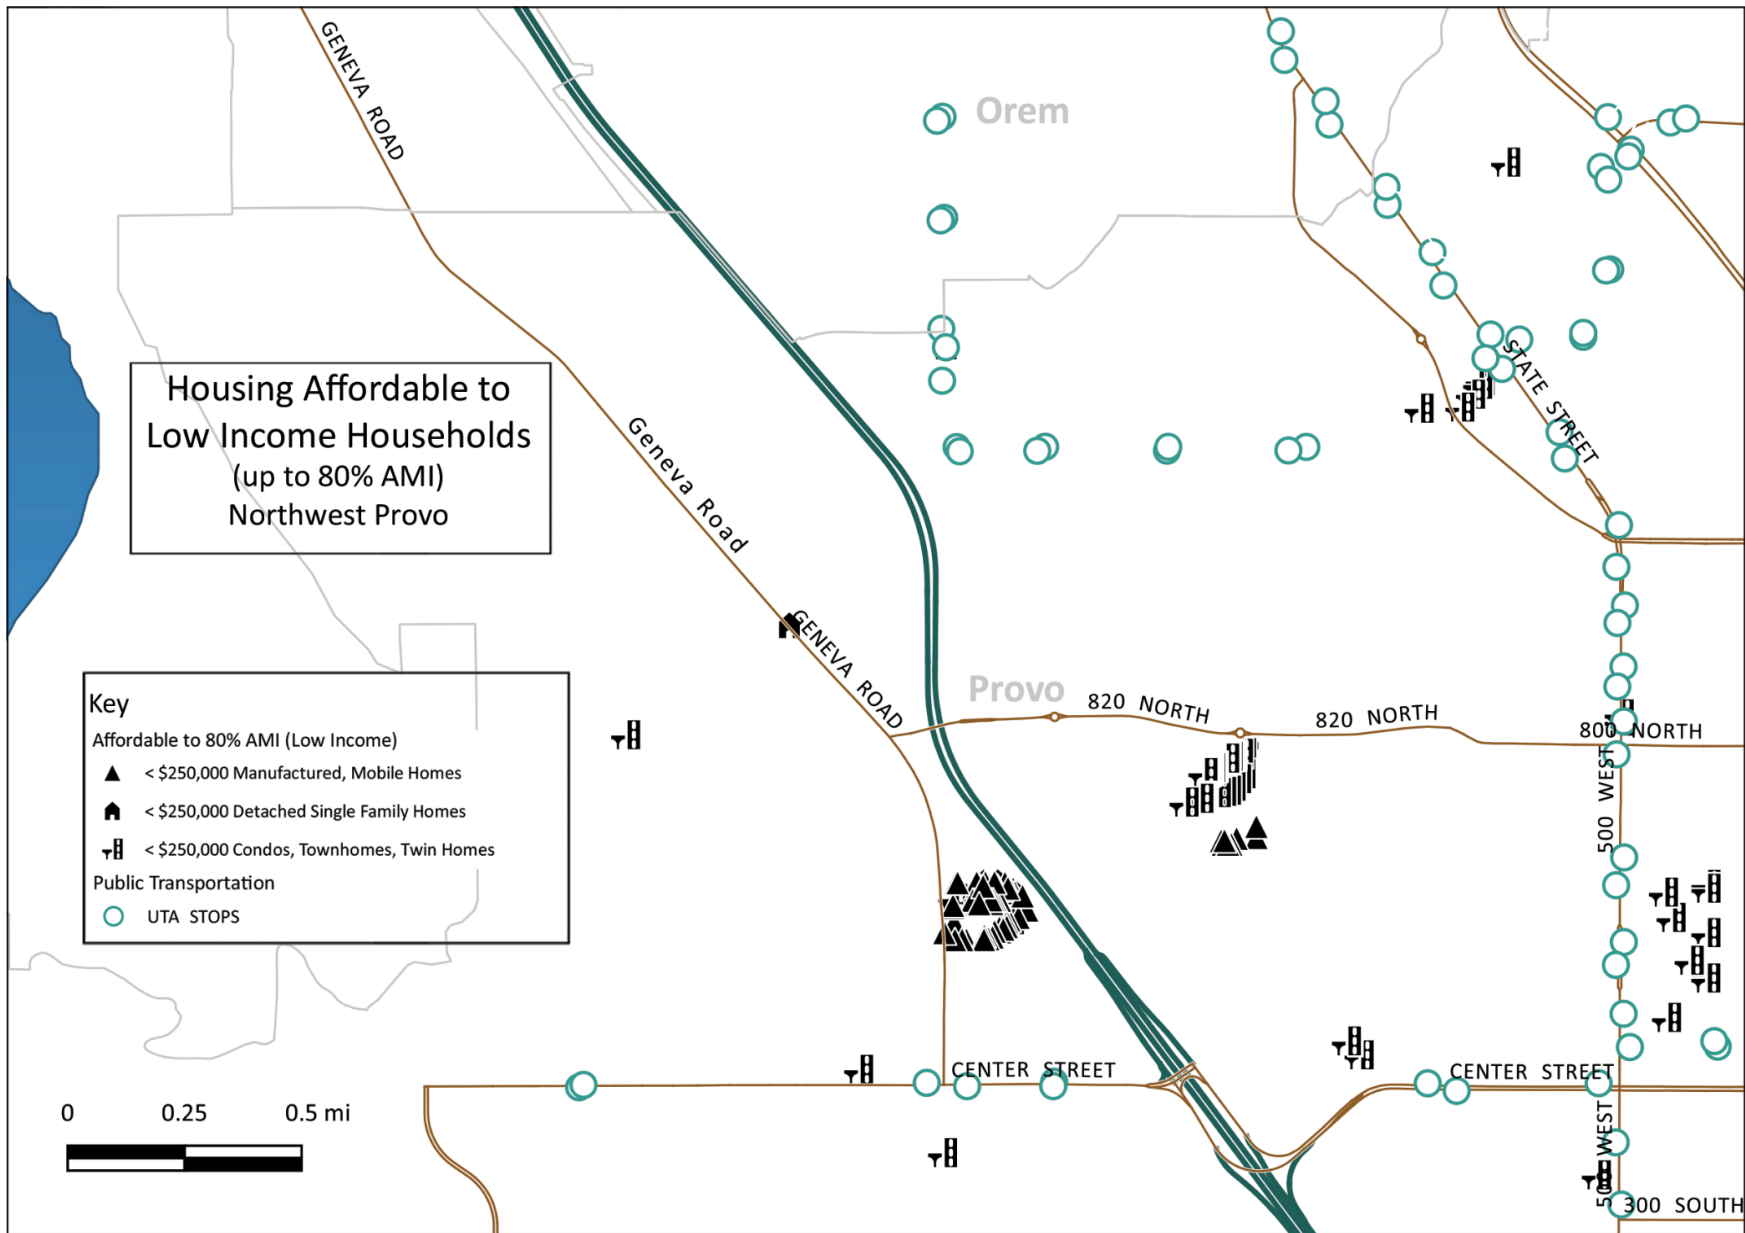 GENEVA ROAD
Orem
Housing Affordable to
Low Income Households
(up to 80% AMI)
Northwest Provo
STATE STREET
Geneva Road
GENEVA ROAD
Provo
820 NORTH
820 NORTH
800 NORTH
500 WEST
Key
Affordable to 80% AMI (Low Income)
< $250,000 Manufactured, Mobile Homes
< $250,000 Detached Single Family Homes
< $250,000 Condos, Townhomes, Twin Homes
Public Transportation
UTA STOPS
CENTER STREET
CENTER STREET
0 0.25 0.5 mi
500 WEST
300 SOUTH